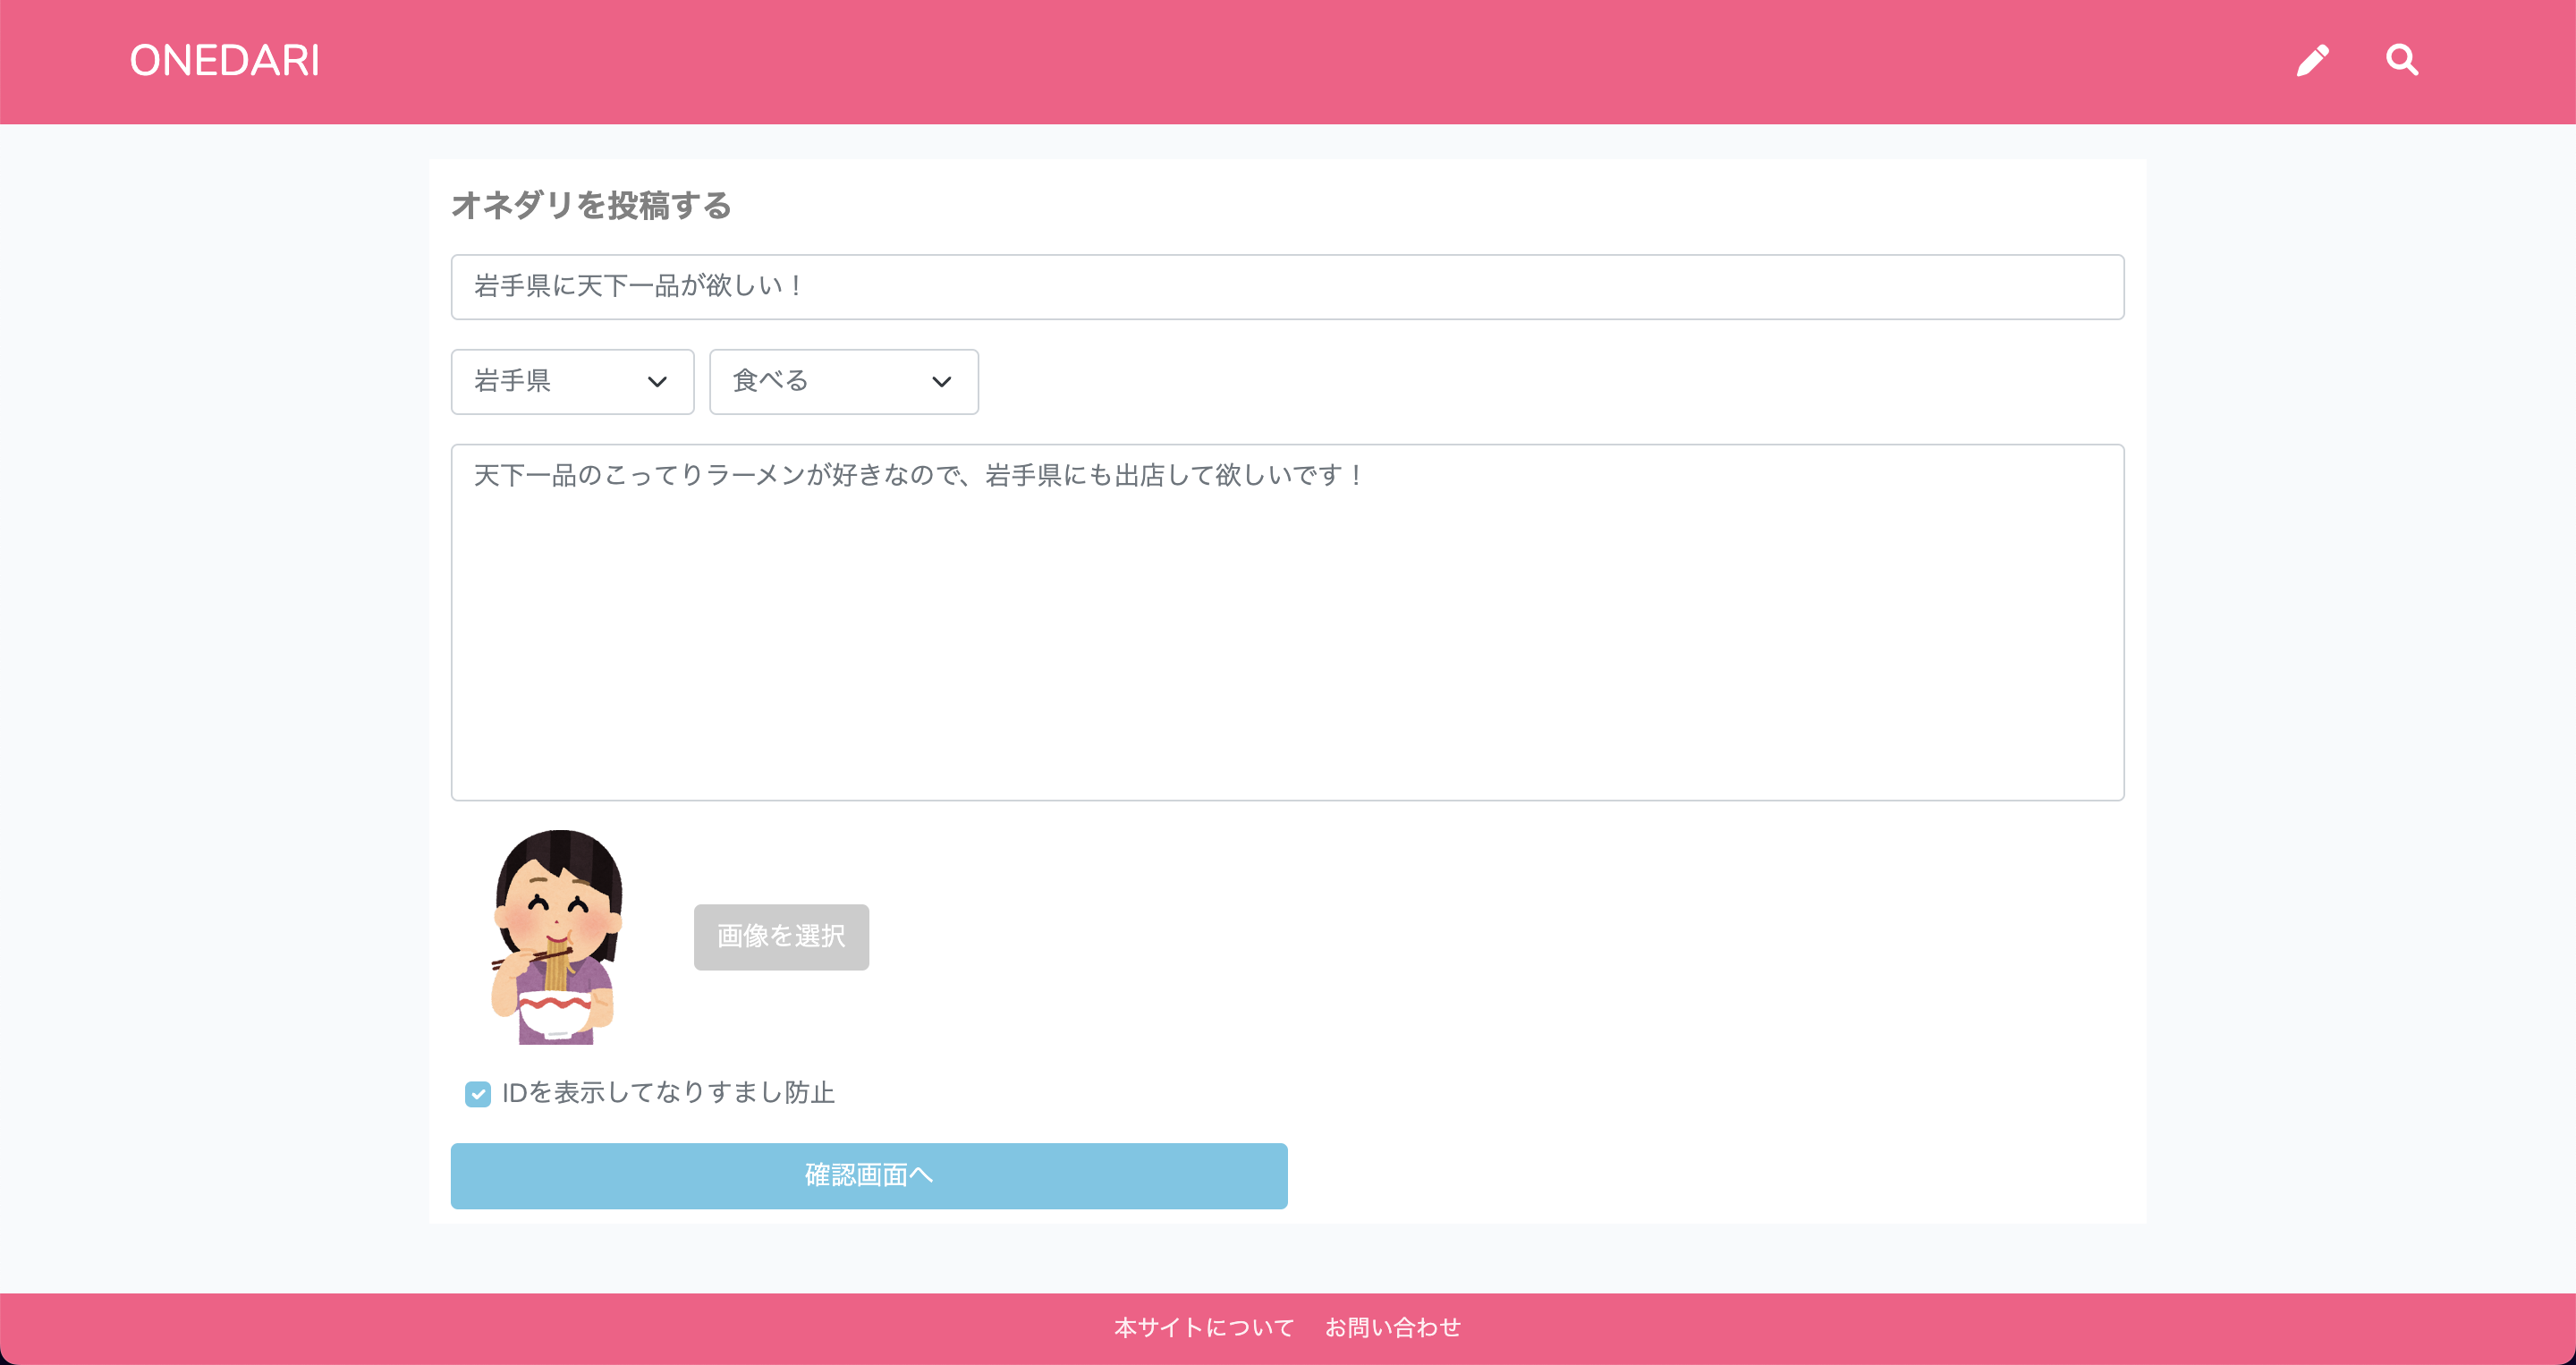 ONEDARI
オネダリを投稿する
岩手県に天下一品が欲しい！
岩手県 食べる
天下一品のこってりラーメンが好きなので、岩手県にも出店して欲しいです！
画像を選択
IDを表示してなりすまし防止
確認画面へ
本サイトについて お問い合わせ